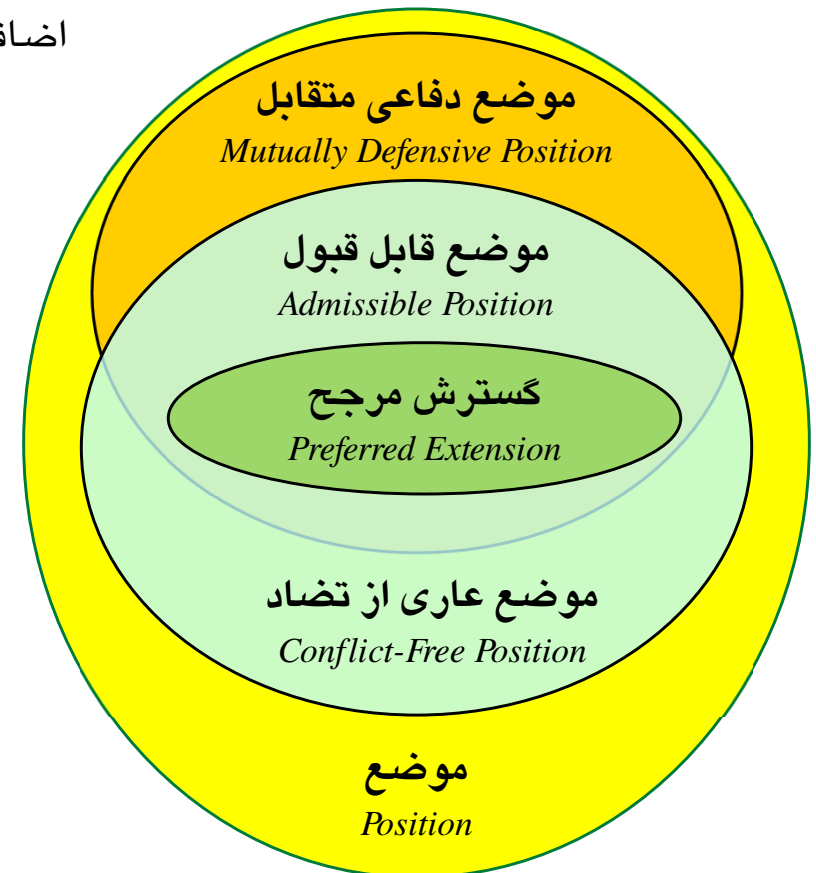 موضع دفاعی متقابل
Mutually Defensive Position
موضع قابل قبول
Admissible Position
گسترش مرجح
Preferred Extension
موضع عاری از تضاد
Conflict-Free Position
موضع
Position